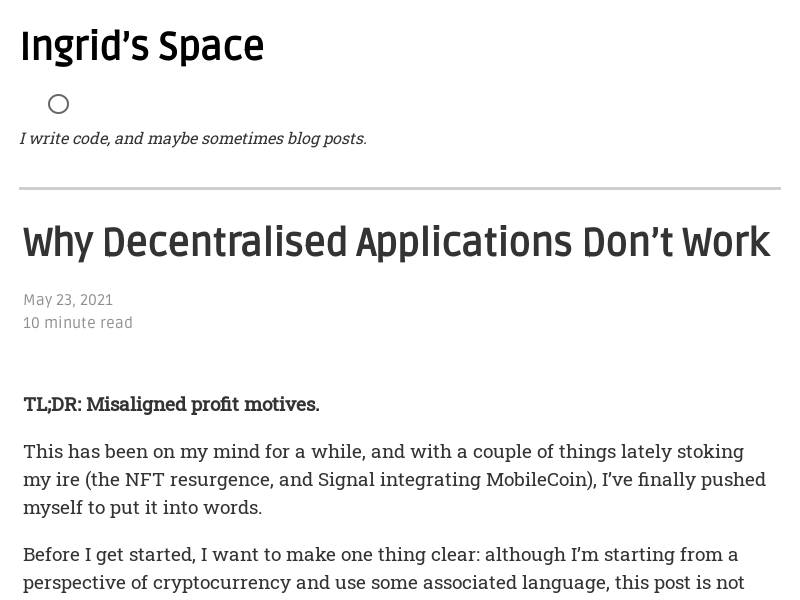 Ingrid’s Space
I write code, and maybe sometimes blog posts.
Why Decentralised Applications Don’t Work
May 23, 2021
10 minute read
TL;DR: Misaligned profit motives.
This has been on my mind for a while, and with a couple of things lately stoking
my ire (the NFT resurgence, and Signal integrating MobileCoin), I’ve finally pushed
myself to put it into words.
Before I get started, I want to make one thing clear: although I’m starting from a
perspective of cryptocurrency and use some associated language, this post is not